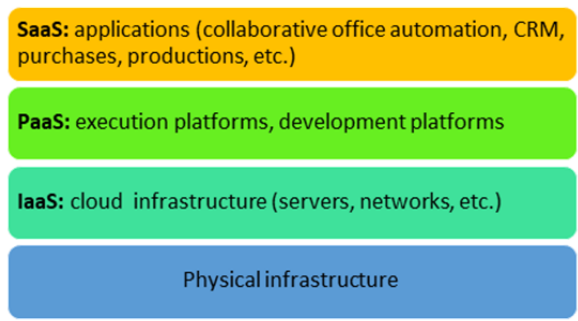 SaaS: applications (collaborative office automation, CRM,
purchases, productions, etc.)
PaaS: execution platforms, development platforms
IaaS: cloud infrastructure (servers, networks, etc.)
Physical infrastructure